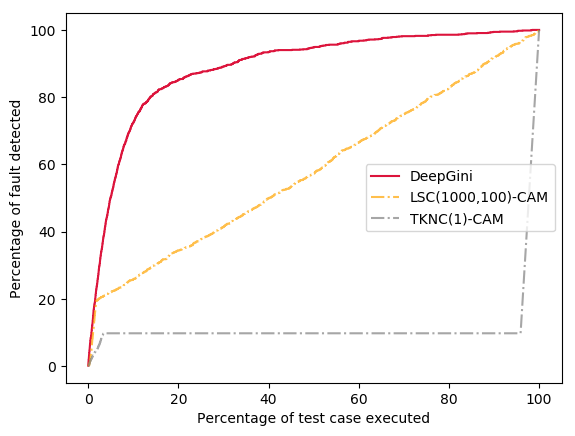 100
80
60
40
20
0
Percentage of fault detected
DeepGini
LSC(1000,100)-CAM
TKNC(1)-CAM
0 20 40 60 80 100
Percentage of test case executed